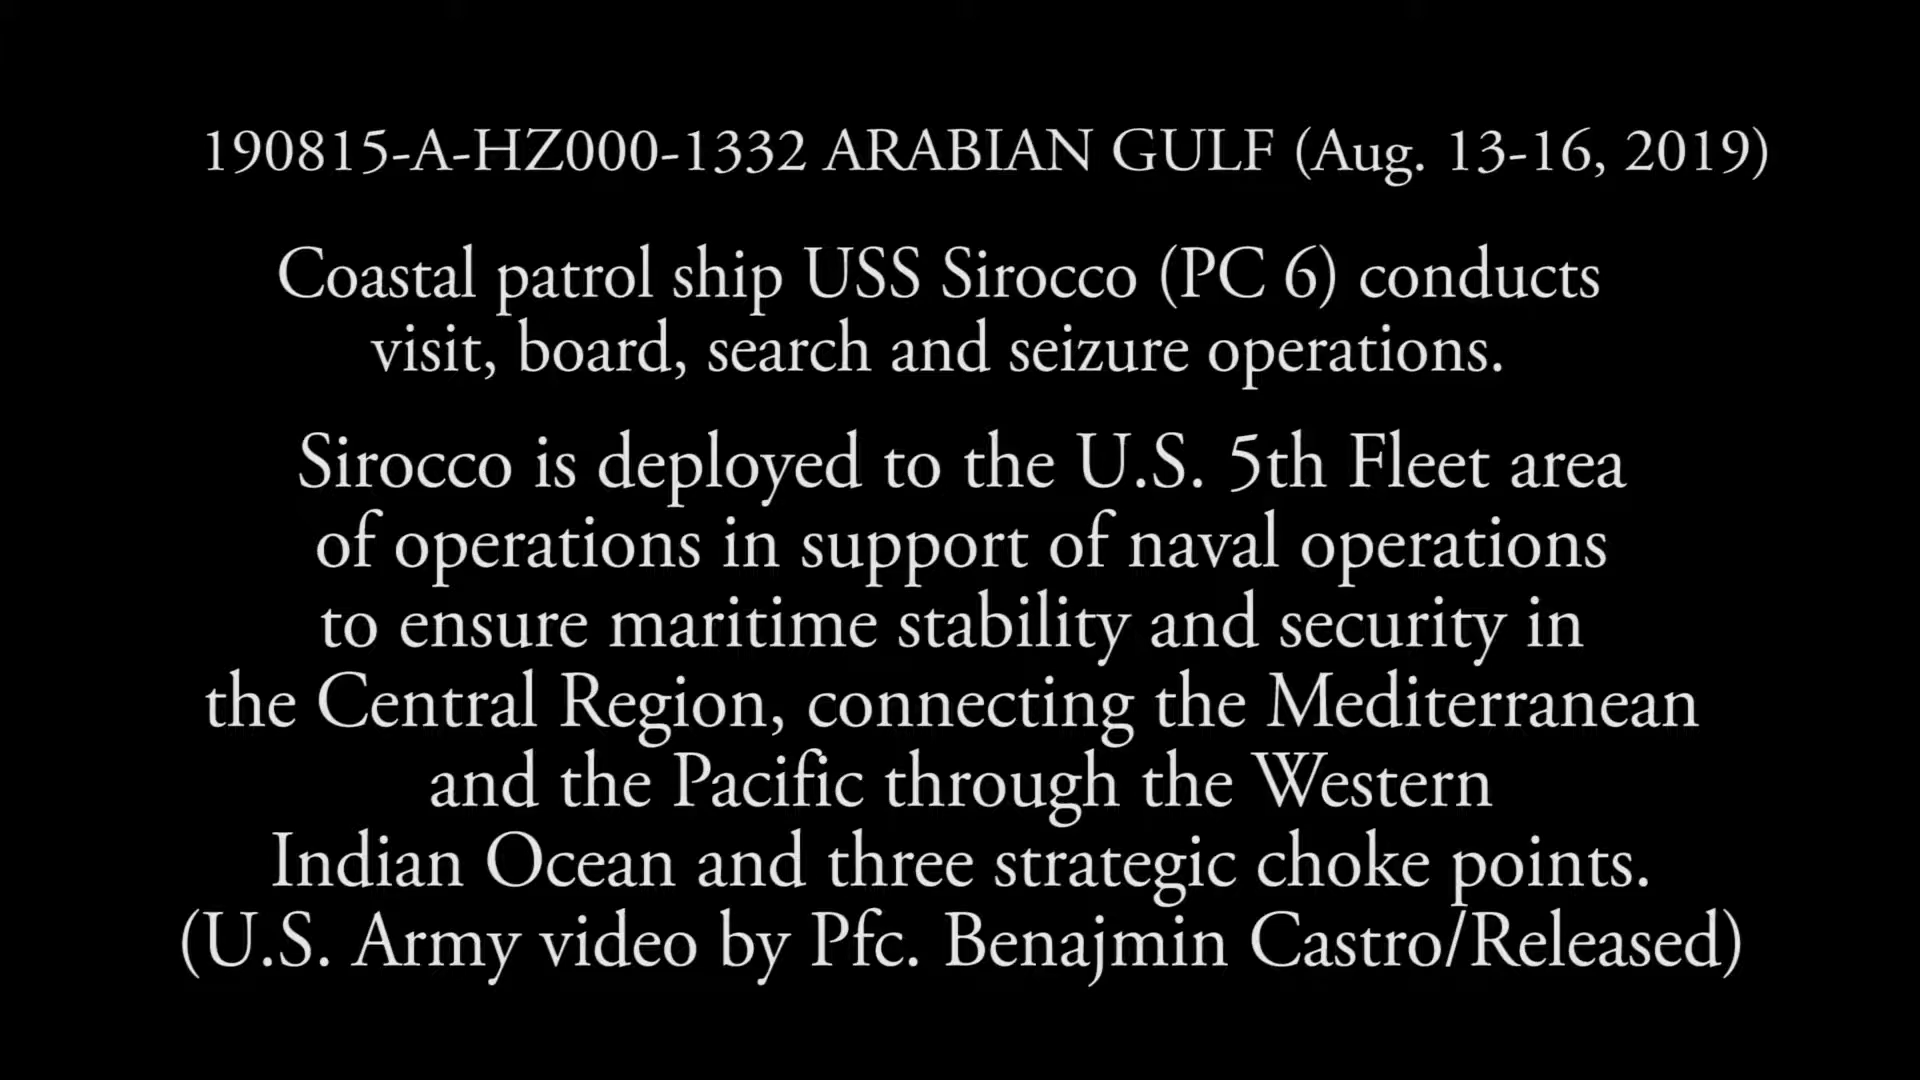 190815-A-HZ000-1332 ARABIAN GULF (Aug. 13-16, 2019)
Coastal patrol ship USS Sirocco (PC 6) conducts
visit, board, search and seizure operations.
Sirocco is deployed to the U.S. 5th Fleet area
of operations in support of naval operations
to ensure maritime stability and security in
the Central Region, connecting the Mediterranean
and the Pacific through the Western
Indian Ocean and three strategic choke points.
(U.S. Army video by Pfc. Benajmin Castro/Released)